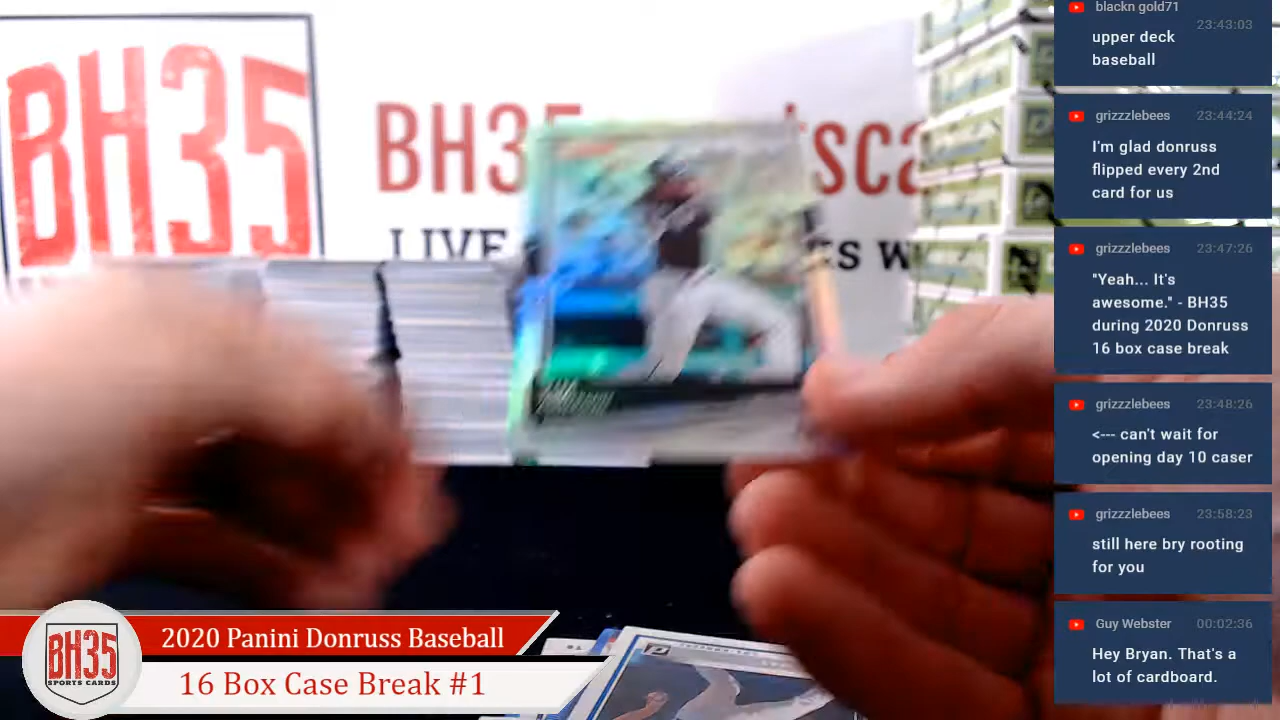 BH35
BH35
LIVE
BH35
SPORTS CARDS
2020 Panini Donruss Baseball
16 Box Case Break #1
blackn gold71
23:43:03
upper deck
baseball
grizzzlebees 23:44:24
I'm glad donruss
flipped every 2nd
card for us
grizzzlebees 23:47:26
"Yeah... It's
awesome." - BH35
during 2020 Donruss
16 box case break
grizzzlebees 23:48:26
<--- can't wait for
opening day 10 caser
grizzzlebees 23:58:23
still here bry rooting
for you
Guy Webster 00:02:36
Hey Bryan. That's a
lot of cardboard.